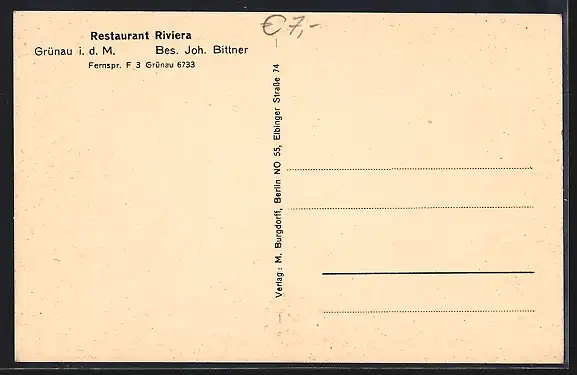 Restaurant Riviera
Grünau i. d. M. Bes. Joh. Bittner
Fernspr. F 3 Grünau 6733
€7,-
Verlag: M. Burgdorff, Berlin NO 55, Elbinger Straße 74